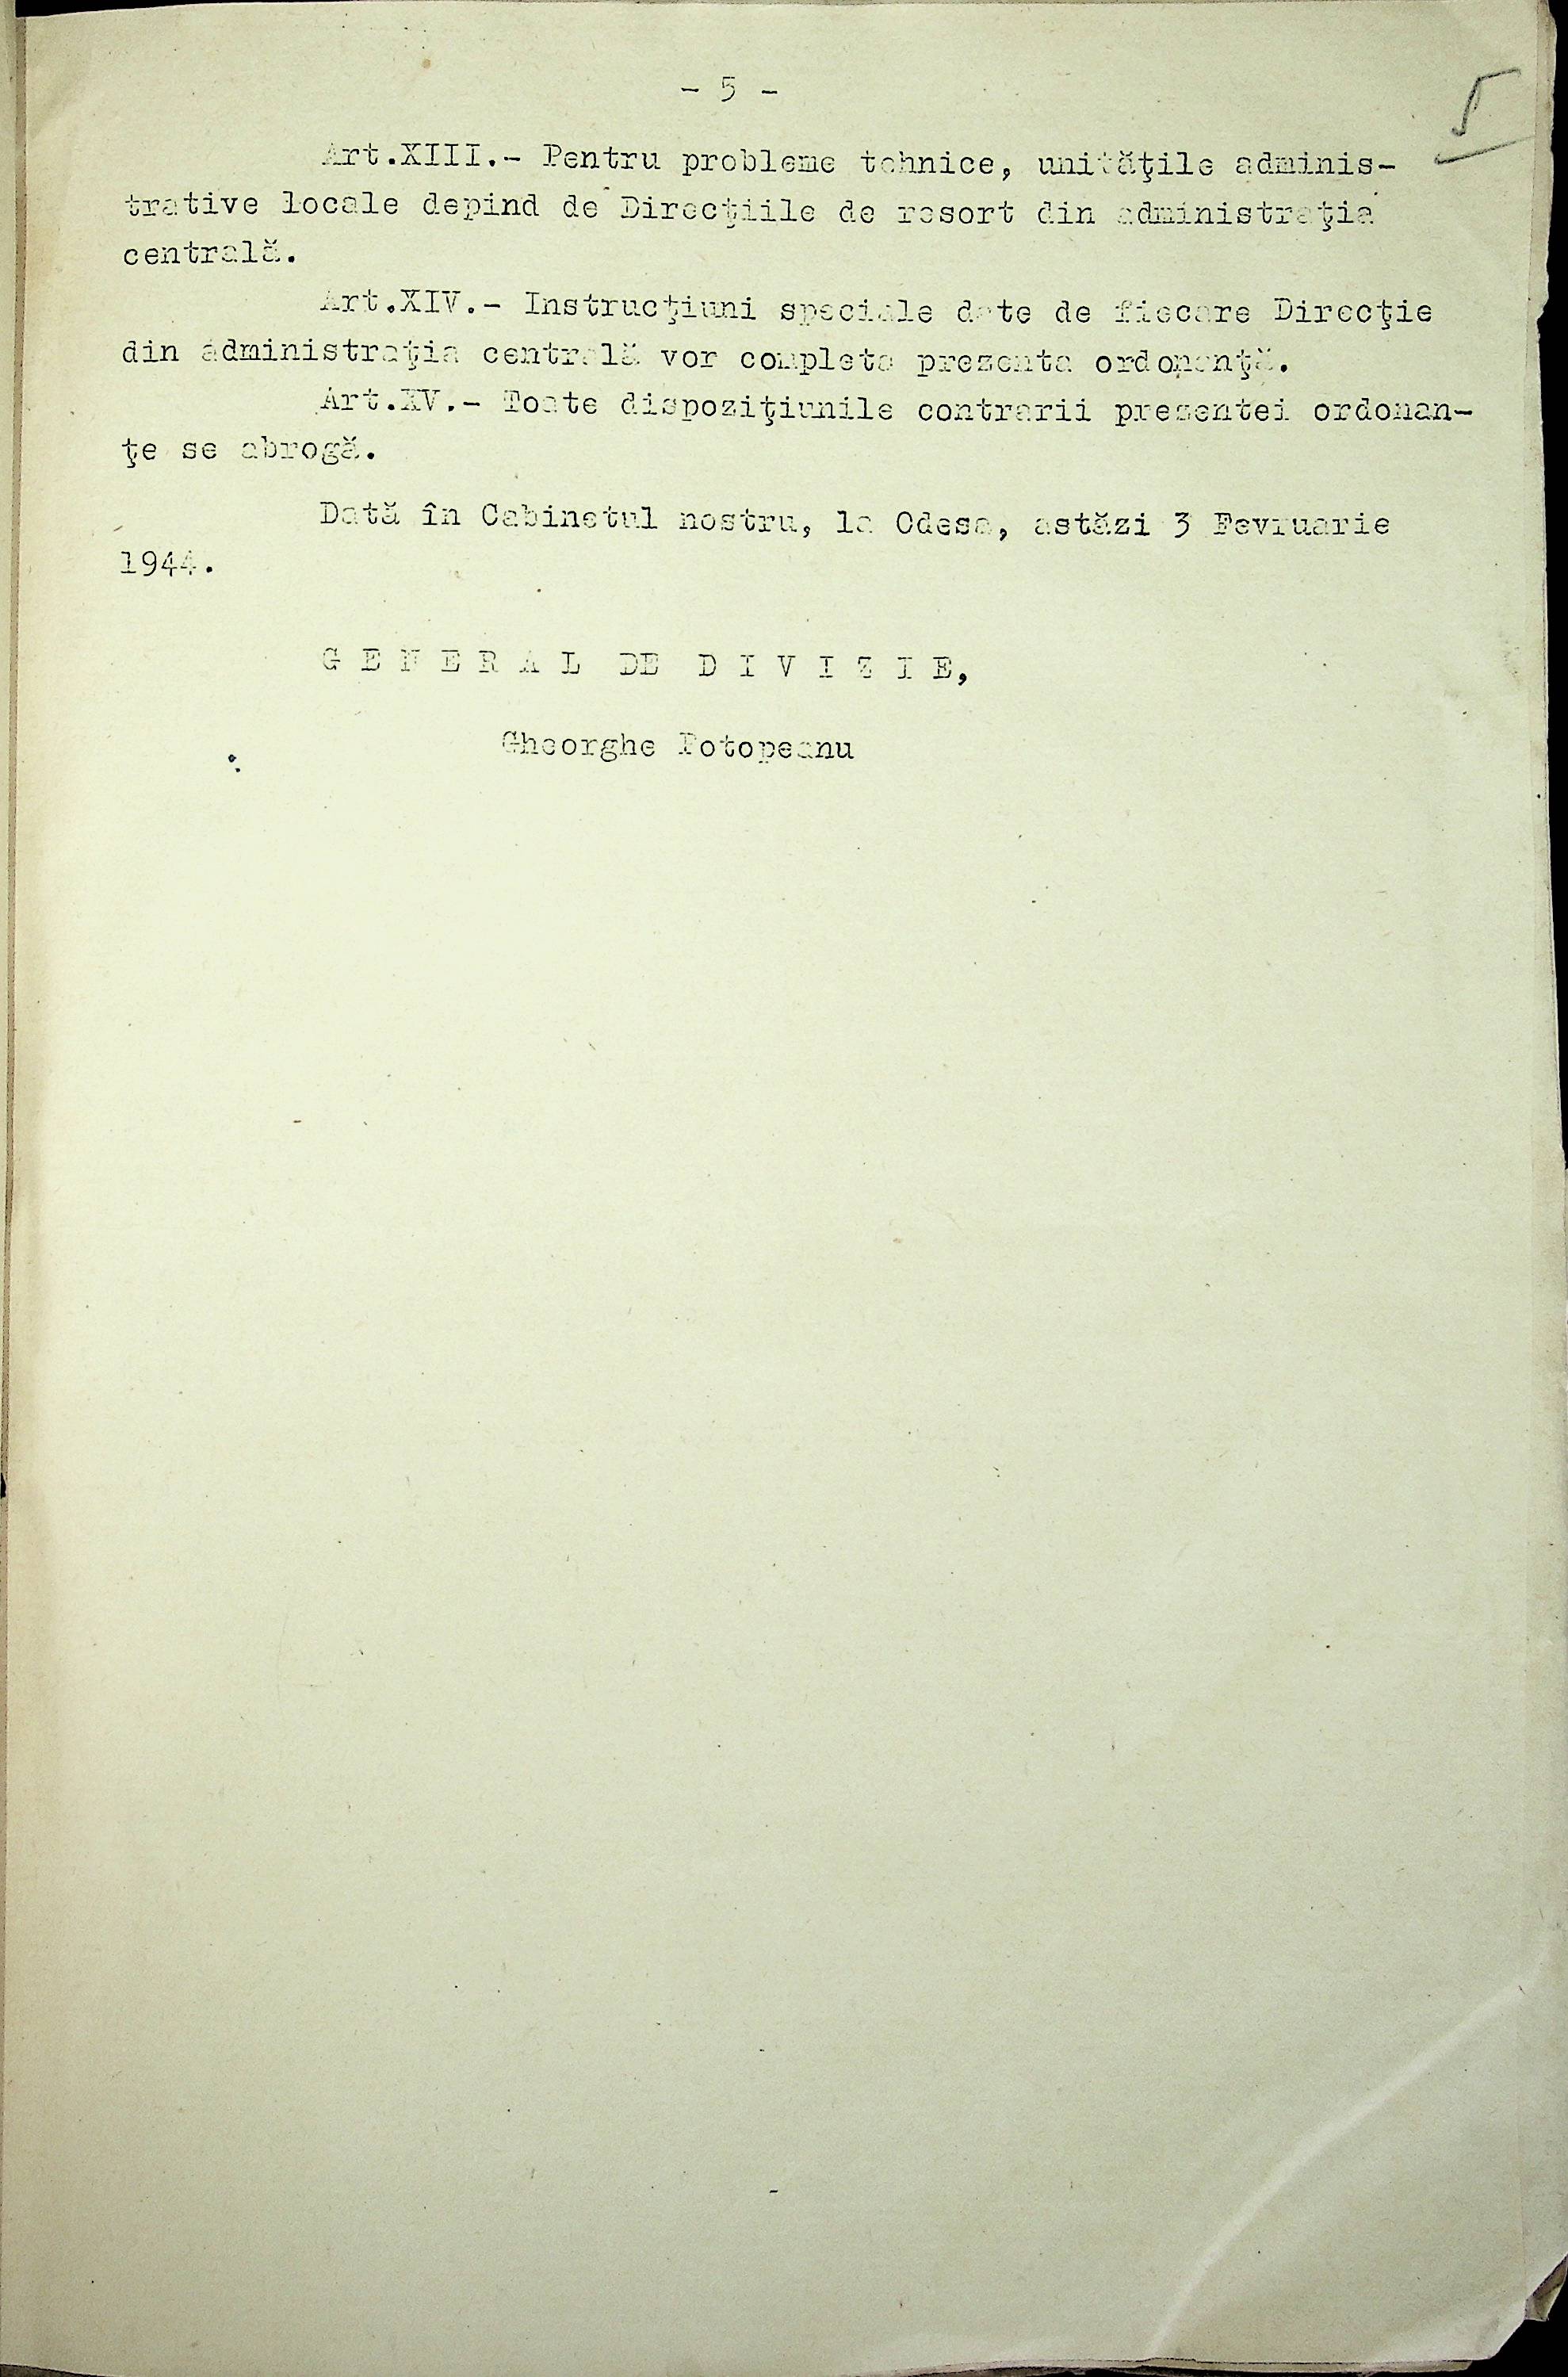 - 5 -
5
Art.XIII.- Pentru probleme tehnice, unităţile adminis-
trative locale depind de Direcţiile de resort din administraţia
centrală.
Art.XIV.- Instrucţiuni speciale date de fiecare Direcţie
din administraţia centrală vor completa prezenta ordonanţă.
Art.XV.- Toate dispoziţiunile contrarii presentei ordonan-
ţe se abrogă.
Dată în Cabinetul nostru, la Odesa, astăzi 3 Fevruarie
1944.
G E N E R A L DE D I V I Z I E,
Gheorghe Potopeanu